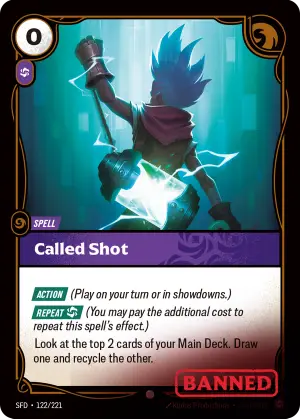 0
SPELL
Called Shot
ACTION (Play on your turn or in showdowns.)
REPEAT (You may pay the additional cost to
repeat this spell's effect.)
Look at the top 2 cards of your Main Deck. Draw
one and recycle the other.
BANNED
SFD • 122/221